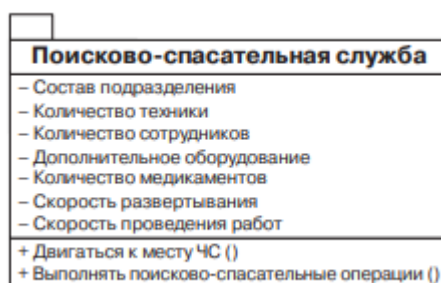 Поисково-спасательная служба
– Состав подразделения
– Количество техники
– Количество сотрудников
– Дополнительное оборудование
– Количество медикаментов
– Скорость развертывания
– Скорость проведения работ
+ Двигаться к месту ЧС ()
+ Выполнять поисково-спасательные операции ()